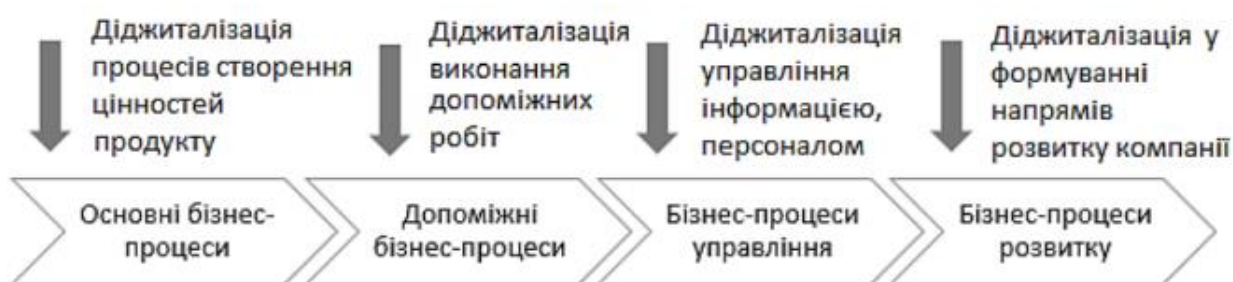 Діджиталізація
процесів створення
цінностей
продукту
Діджиталізація
виконання
допоміжних
робіт
Діджиталізація
управління
інформацією,
персоналом
Діджиталізація у
формуванні
напрямів
розвитку компанії
Основні бізнес-
процеси
Допоміжні
бізнес-процеси
Бізнес-процеси
управління
Бізнес-процеси
розвитку